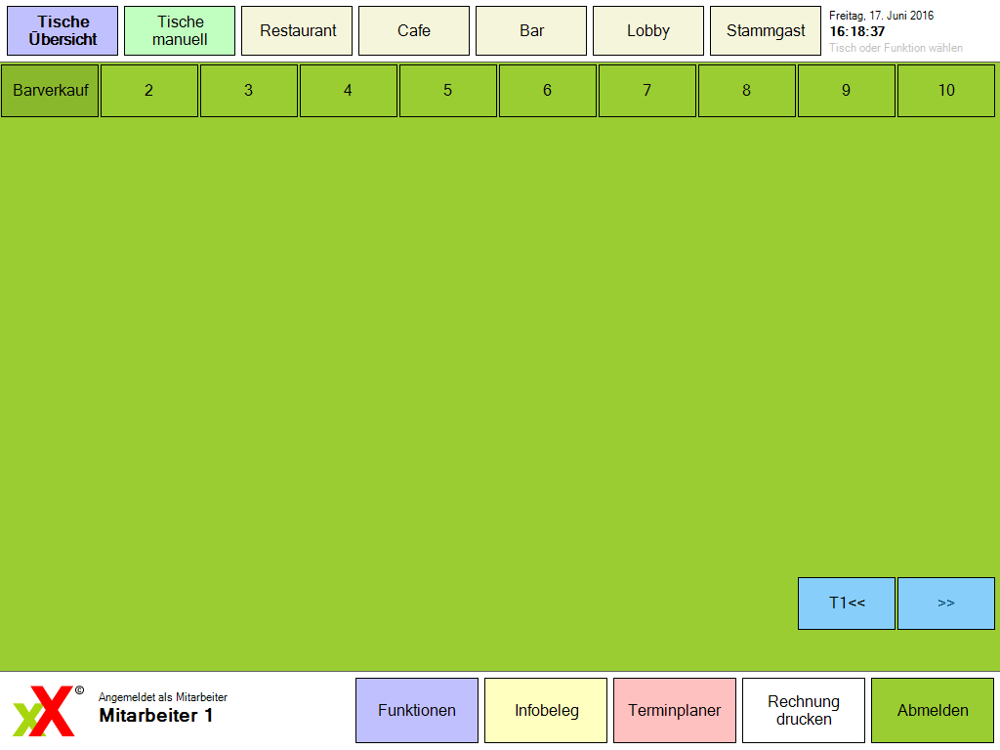 Tische
Übersicht
Tische
manuell
Restaurant
Cafe
Bar
Lobby
Stammgast
Freitag, 17. Juni 2016
16:18:37
Tisch oder Funktion wählen
Barverkauf
2
3
4
5
6
7
8
9
10
T1<<
>>
xX©
Angemeldet als Mitarbeiter
Mitarbeiter 1
Funktionen
Infobeleg
Terminplaner
Rechnung
drucken
Abmelden